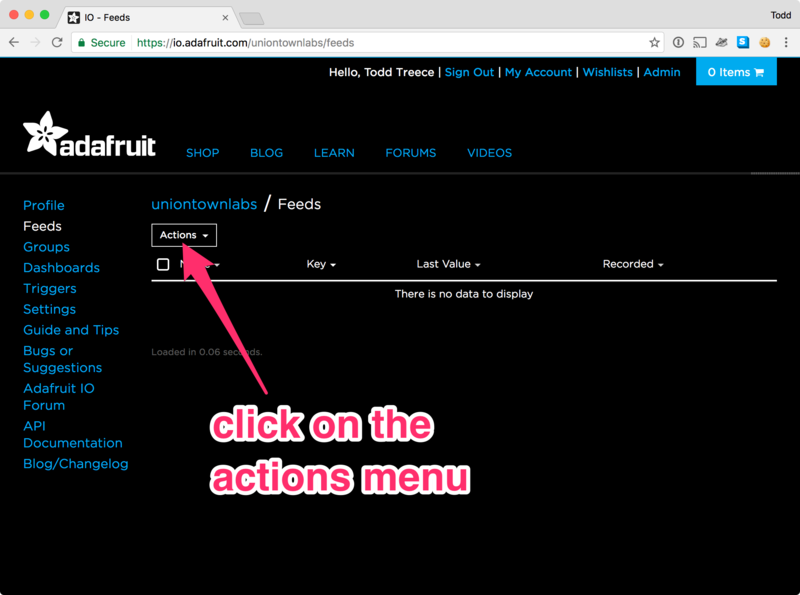 IO - Feeds
Todd
Secure
https://io.adafruit.com/uniontownlabs/feeds
Hello, Todd Treece | Sign Out | My Account | Wishlists | Admin
0 Items
adafruit
SHOP
BLOG
LEARN
FORUMS
VIDEOS
Profile
Feeds
Groups
Dashboards
Triggers
Settings
Guide and Tips
Bugs or
Suggestions
Adafruit IO
Forum
API
Documentation
Blog/Changelog
uniontownlabs / Feeds
Actions
Key
Last Value
Recorded
There is no data to display
Loaded in 0.06 seconds.
click on the
actions menu